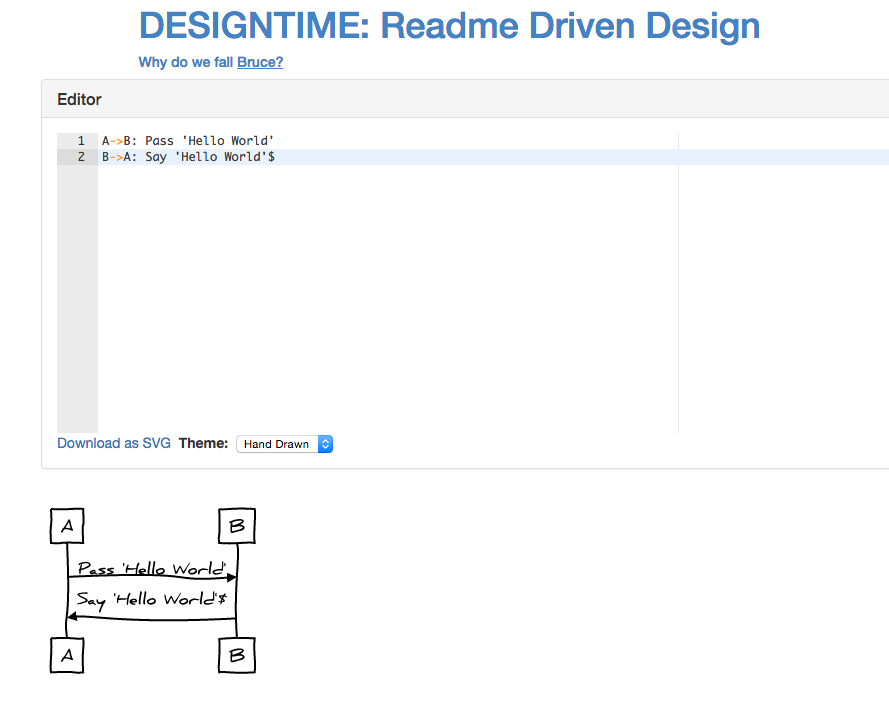 DESIGNTIME: Readme Driven Design
Why do we fall Bruce?
Editor
1 A->B: Pass 'Hello World'
2 B->A: Say 'Hello World'$
Download as SVG Theme: Hand Drawn
A B
Pass 'Hello World'
Say 'Hello World'$
A B